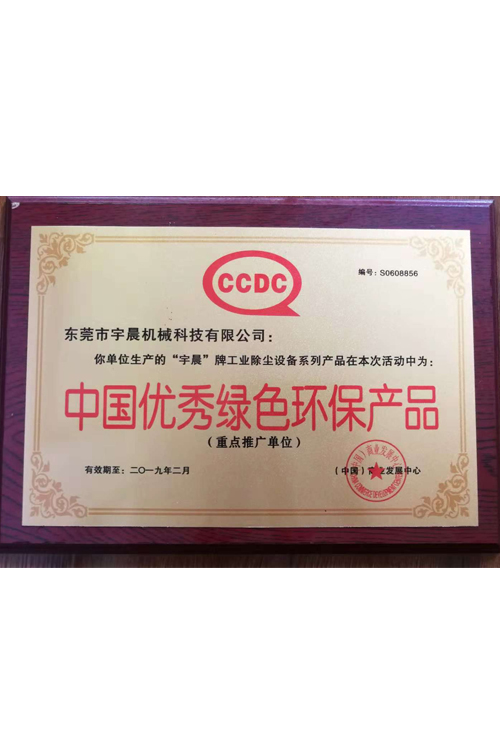 CCDC
编号：S0608856
东莞市宇晨机械科技有限公司：
你单位生产的“宇晨”牌工业除尘设备系列产品在本次活动中为：
中国优秀绿色环保产品
（重点推广单位）
有效期至：二〇一九年二月
（中国）商业发展中心